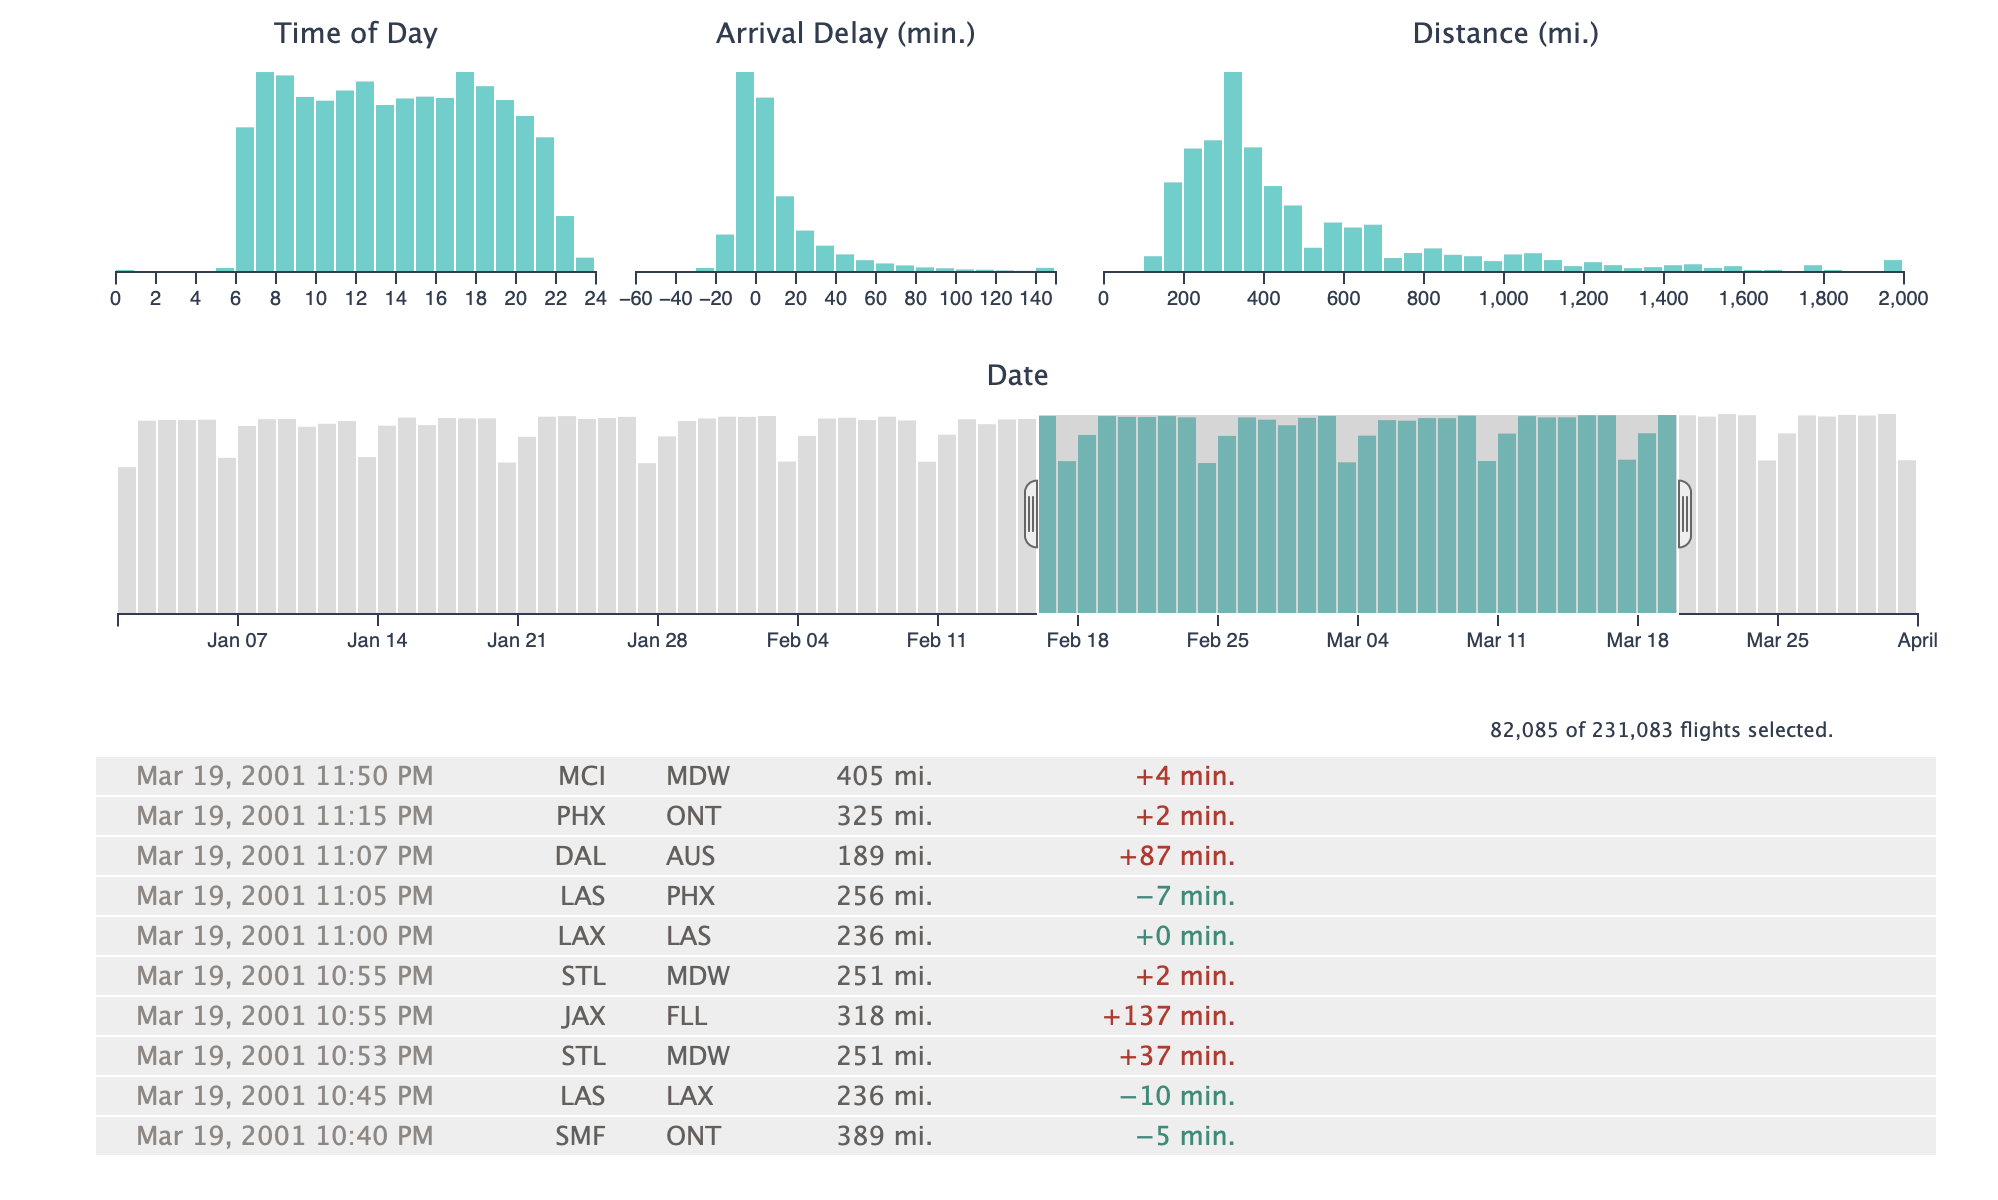 Time of Day Arrival Delay (min.) Distance (mi.)
0 2 4 6 8 10 12 14 16 18 20 22 24 −60 −40 −20 0 20 40 60 80 100 120 140 0 200 400 600 800 1,000 1,200 1,400 1,600 1,800 2,000
Date
Jan 07 Jan 14 Jan 21 Jan 28 Feb 04 Feb 11 Feb 18 Feb 25 Mar 04 Mar 11 Mar 18 Mar 25 April
82,085 of 231,083 flights selected.
Mar 19, 2001 11:50 PM MCI MDW 405 mi. +4 min.
Mar 19, 2001 11:15 PM PHX ONT 325 mi. +2 min.
Mar 19, 2001 11:07 PM DAL AUS 189 mi. +87 min.
Mar 19, 2001 11:05 PM LAS PHX 256 mi. −7 min.
Mar 19, 2001 11:00 PM LAX LAS 236 mi. +0 min.
Mar 19, 2001 10:55 PM STL MDW 251 mi. +2 min.
Mar 19, 2001 10:55 PM JAX FLL 318 mi. +137 min.
Mar 19, 2001 10:53 PM STL MDW 251 mi. +37 min.
Mar 19, 2001 10:45 PM LAS LAX 236 mi. −10 min.
Mar 19, 2001 10:40 PM SMF ONT 389 mi. −5 min.